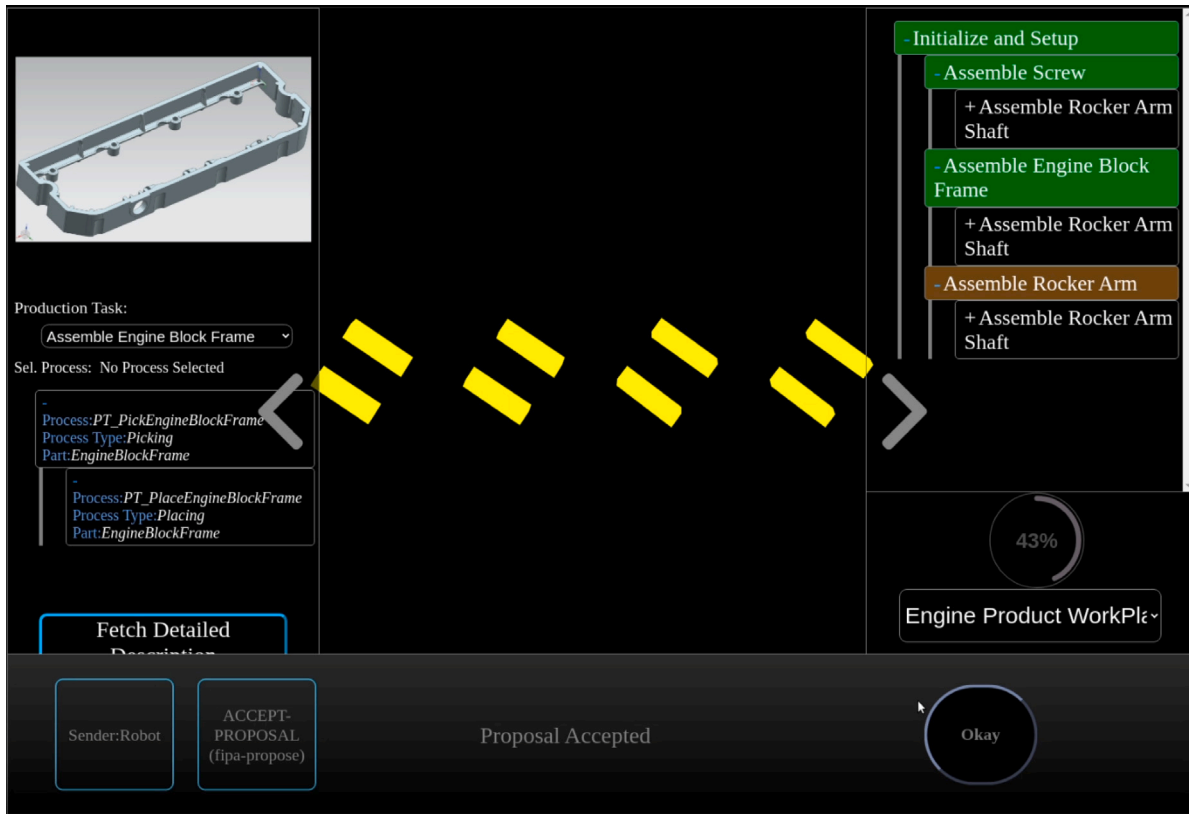 Production Task:
Assemble Engine Block Frame
Sel. Process: No Process Selected
-
Process:PT_PickEngineBlockFrame
Process Type:Picking
Part:EngineBlockFrame
-
Process:PT_PlaceEngineBlockFrame
Process Type:Placing
Part:EngineBlockFrame
Fetch Detailed
Description
-Initialize and Setup
-Assemble Screw
+Assemble Rocker Arm
Shaft
-Assemble Engine Block
Frame
+Assemble Rocker Arm
Shaft
-Assemble Rocker Arm
+Assemble Rocker Arm
Shaft
43%
Engine Product WorkPla
Sender:Robot
ACCEPT-
PROPOSAL
(fipa-propose)
Proposal Accepted
Okay